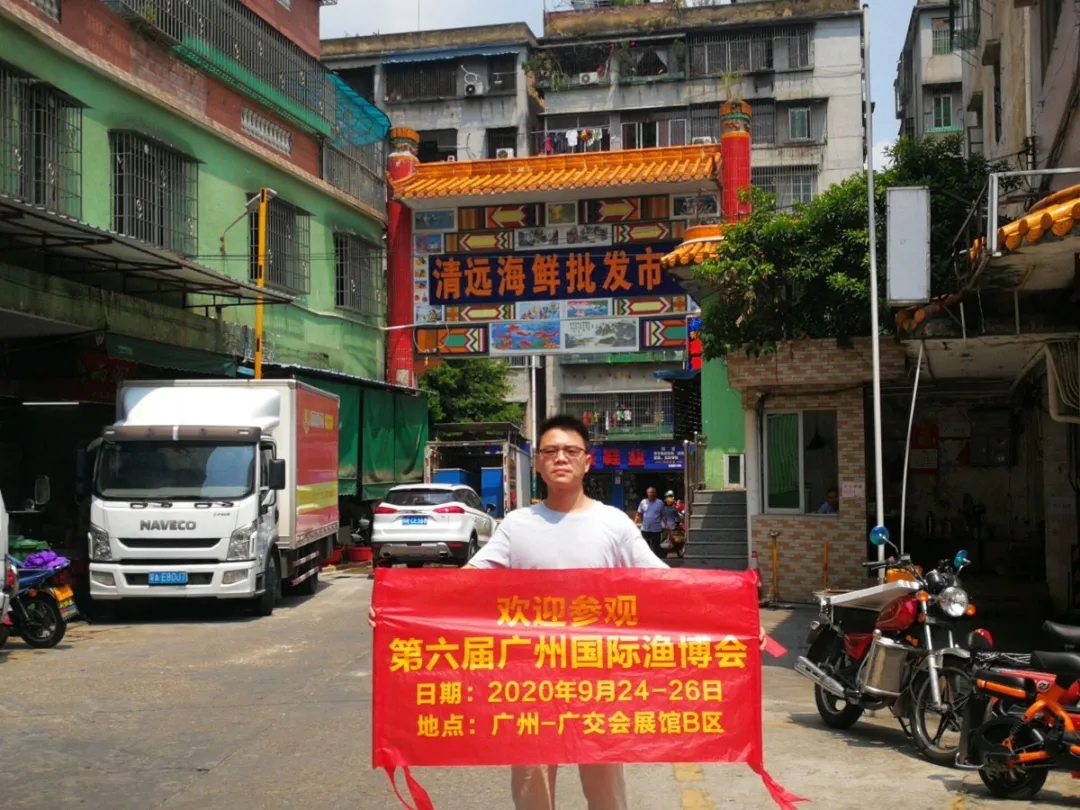 清远海鲜批发市
NAVECO
鞋业
欢迎参观
第六届广州国际渔博会
日期：2020年9月24-26日
地点：广州-广交会展馆B区